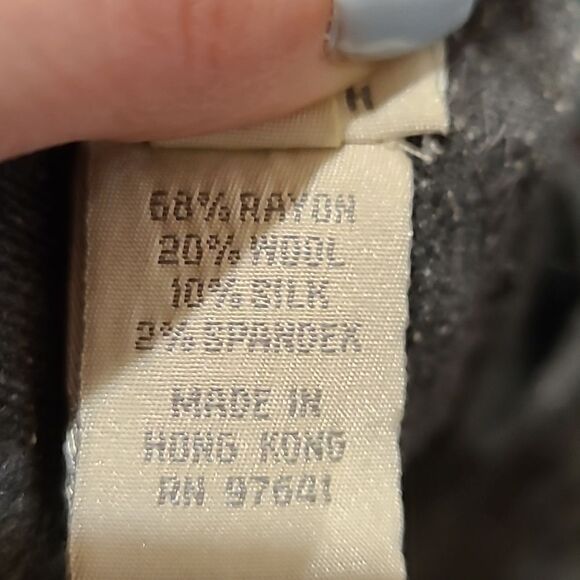 68% RAYON
20% WOOL
10% SILK
2% SPANDEX
MADE IN
HONG KONG
RN 97641